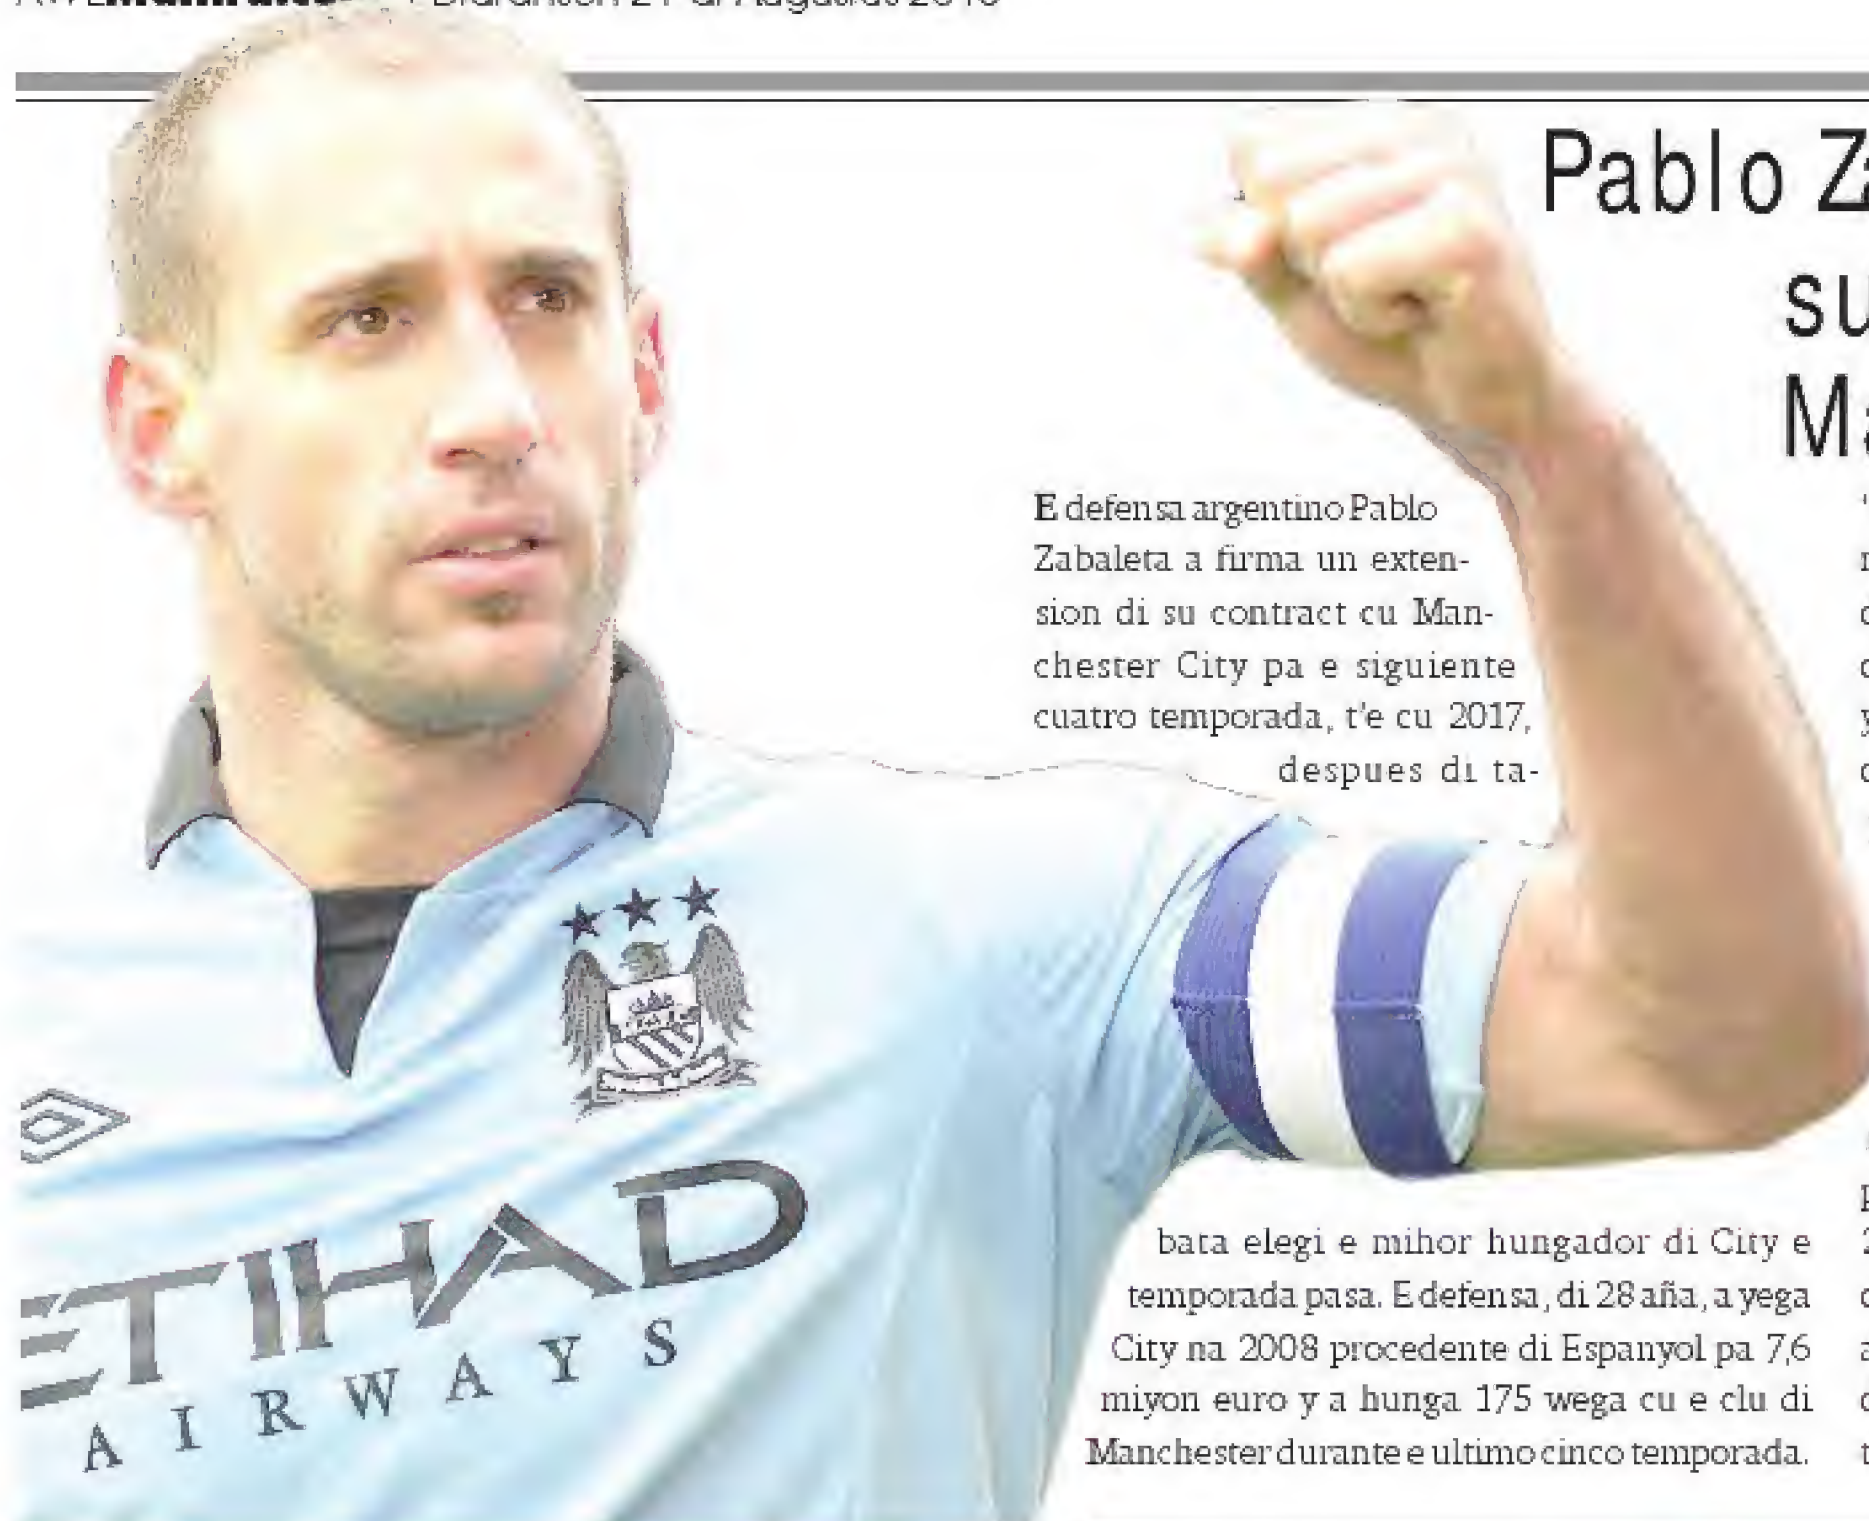 Pablo
su
E defensa argentino Pablo
Zabaleta a firma un exten-
sion di su contract cu Man-
chester City pa e siguiente
cuatro temporada, t'e cu 2017,
despues di ta-
bata elegi e mihor hungador di City e
temporada pasa. E defensa, di 28 aña, a yega
City na 2008 procedente di Espanyol pa 7,6
miyon euro y a hunga 175 wega cu e clu di
Manchester durante e ultimo cinco temporada.
ETIHAD
AIRWAYS